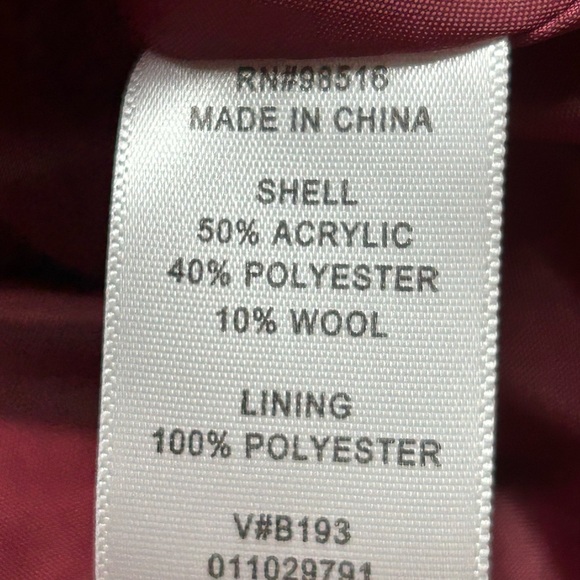 RN#98516
MADE IN CHINA
SHELL
50% ACRYLIC
40% POLYESTER
10% WOOL
LINING
100% POLYESTER
V#B193
011029791